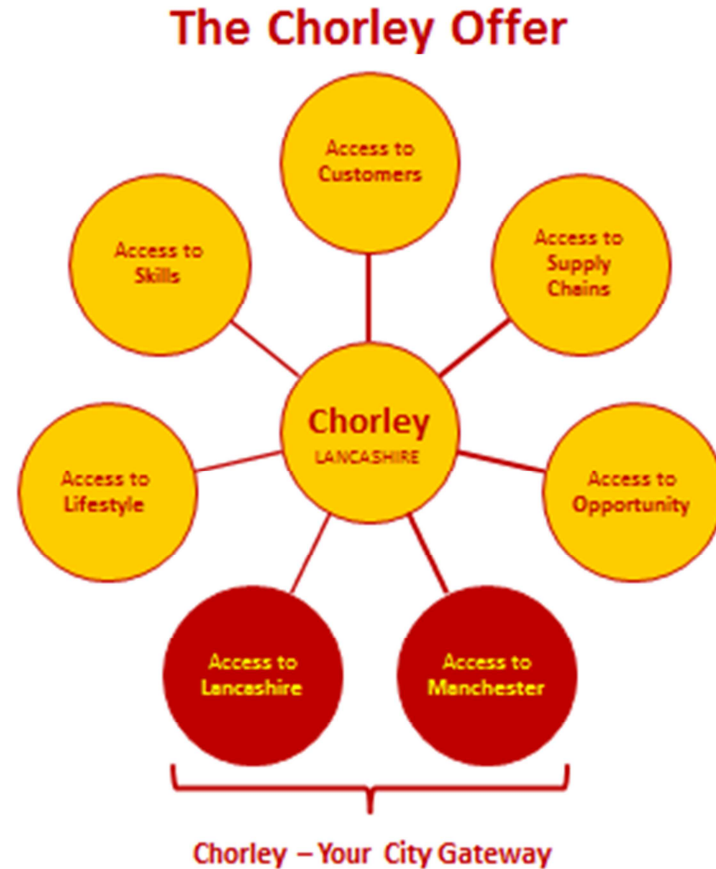 The Chorley Offer
Access to
Customers
Access to
Skills
Access to
Supply
Chains
Chorley
LANCASHIRE
Access to
Lifestyle
Access to
Opportunity
Access to
Lancashire
Access to
Manchester
Chorley – Your City Gateway